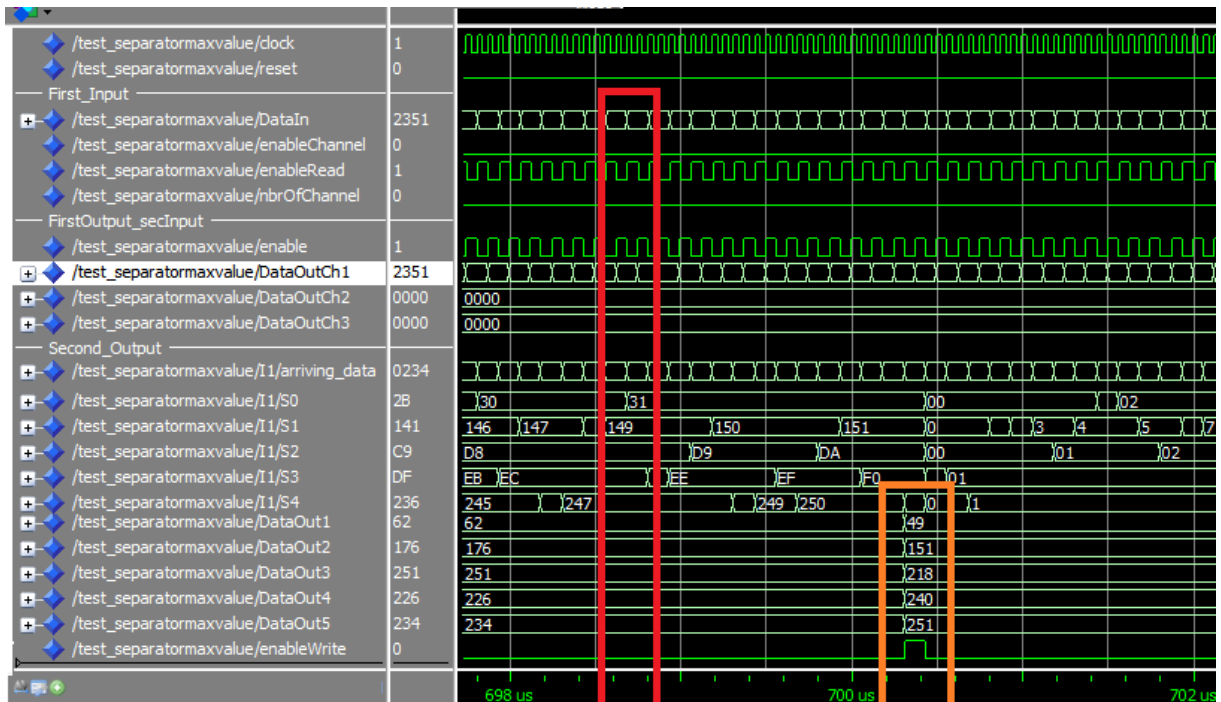 /test_separatormaxvalue/clock 1
/test_separatormaxvalue/reset 0
First_Input
/test_separatormaxvalue/DataIn 2351
/test_separatormaxvalue/enableChannel 0
/test_separatormaxvalue/enableRead 1
/test_separatormaxvalue/nbrOfChannel 0
FirstOutput_secInput
/test_separatormaxvalue/enable 1
/test_separatormaxvalue/DataOutCh1 2351
/test_separatormaxvalue/DataOutCh2 0000 0000
/test_separatormaxvalue/DataOutCh3 0000 0000
Second_Output
/test_separatormaxvalue/I1/arriving_data 0234
/test_separatormaxvalue/I1/S0 2B 30 31 00 02
/test_separatormaxvalue/I1/S1 141 146 147 149 150 151 0 3 4 5 7
/test_separatormaxvalue/I1/S2 C9 D8 D9 DA 00 01 02
/test_separatormaxvalue/I1/S3 DF EB EC EE EF F0 01
/test_separatormaxvalue/I1/S4 236 245 247 249 250 0 1
/test_separatormaxvalue/DataOut1 62 62 49
/test_separatormaxvalue/DataOut2 176 176 151
/test_separatormaxvalue/DataOut3 251 251 218
/test_separatormaxvalue/DataOut4 226 226 240
/test_separatormaxvalue/DataOut5 234 234 251
/test_separatormaxvalue/enableWrite 0
698 us 700 us 702 us